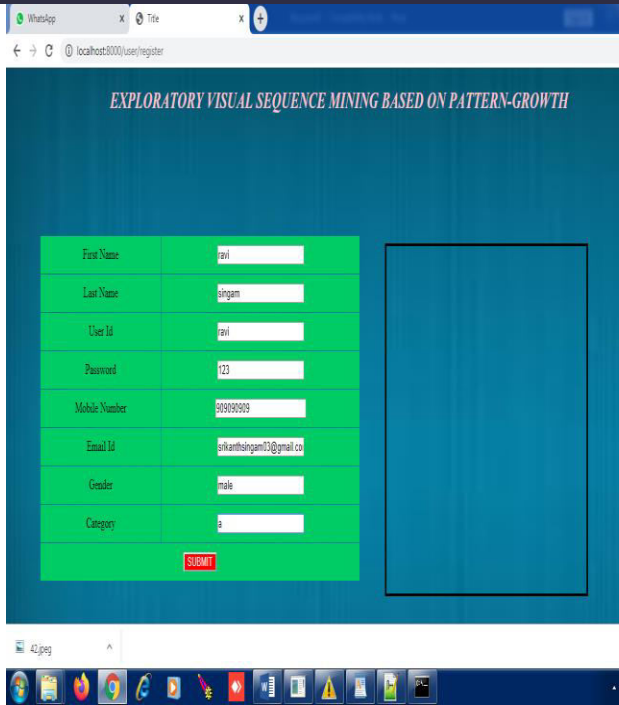 WhatsApp x Title x +
localhost:8000/user/register
EXPLORATORY VISUAL SEQUENCE MINING BASED ON PATTERN-GROWTH
First Name ravi
Last Name singam
User Id ravi
Password 123
Mobile Number 909090909
Email Id srikanthsingam03@gmail.co
Gender male
Category a
SUBMIT
42.jpeg